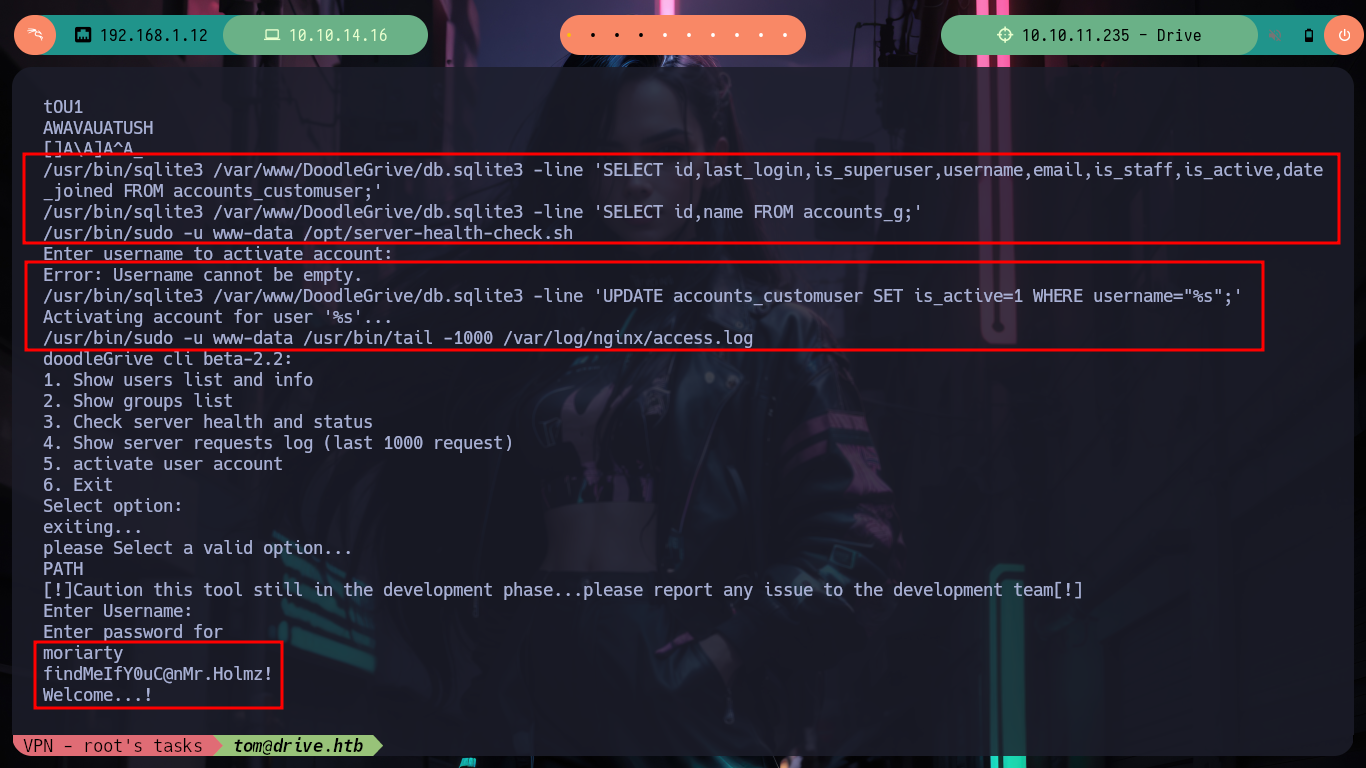 192.168.1.12
10.10.14.16
10.10.11.235 - Drive
tOU1
AWAVAUATUSH
[]A\A]A^A_
/usr/bin/sqlite3 /var/www/DoodleGrive/db.sqlite3 -line 'SELECT id,last_login,is_superuser,username,email,is_staff,is_active,date
_joined FROM accounts_customuser;'
/usr/bin/sqlite3 /var/www/DoodleGrive/db.sqlite3 -line 'SELECT id,name FROM accounts_g;'
/usr/bin/sudo -u www-data /opt/server-health-check.sh
Enter username to activate account:
Error: Username cannot be empty.
/usr/bin/sqlite3 /var/www/DoodleGrive/db.sqlite3 -line 'UPDATE accounts_customuser SET is_active=1 WHERE username="%s";'
Activating account for user '%s'...
/usr/bin/sudo -u www-data /usr/bin/tail -1000 /var/log/nginx/access.log
doodleGrive cli beta-2.2:
1. Show users list and info
2. Show groups list
3. Check server health and status
4. Show server requests log (last 1000 request)
5. activate user account
6. Exit
Select option:
exiting...
please Select a valid option...
PATH
[!]Caution this tool still in the development phase...please report any issue to the development team[!]
Enter Username:
Enter password for
moriarty
findMeIfY0uC@nMr.Holmz!
Welcome...!
VPN - root's tasks
tom@drive.htb